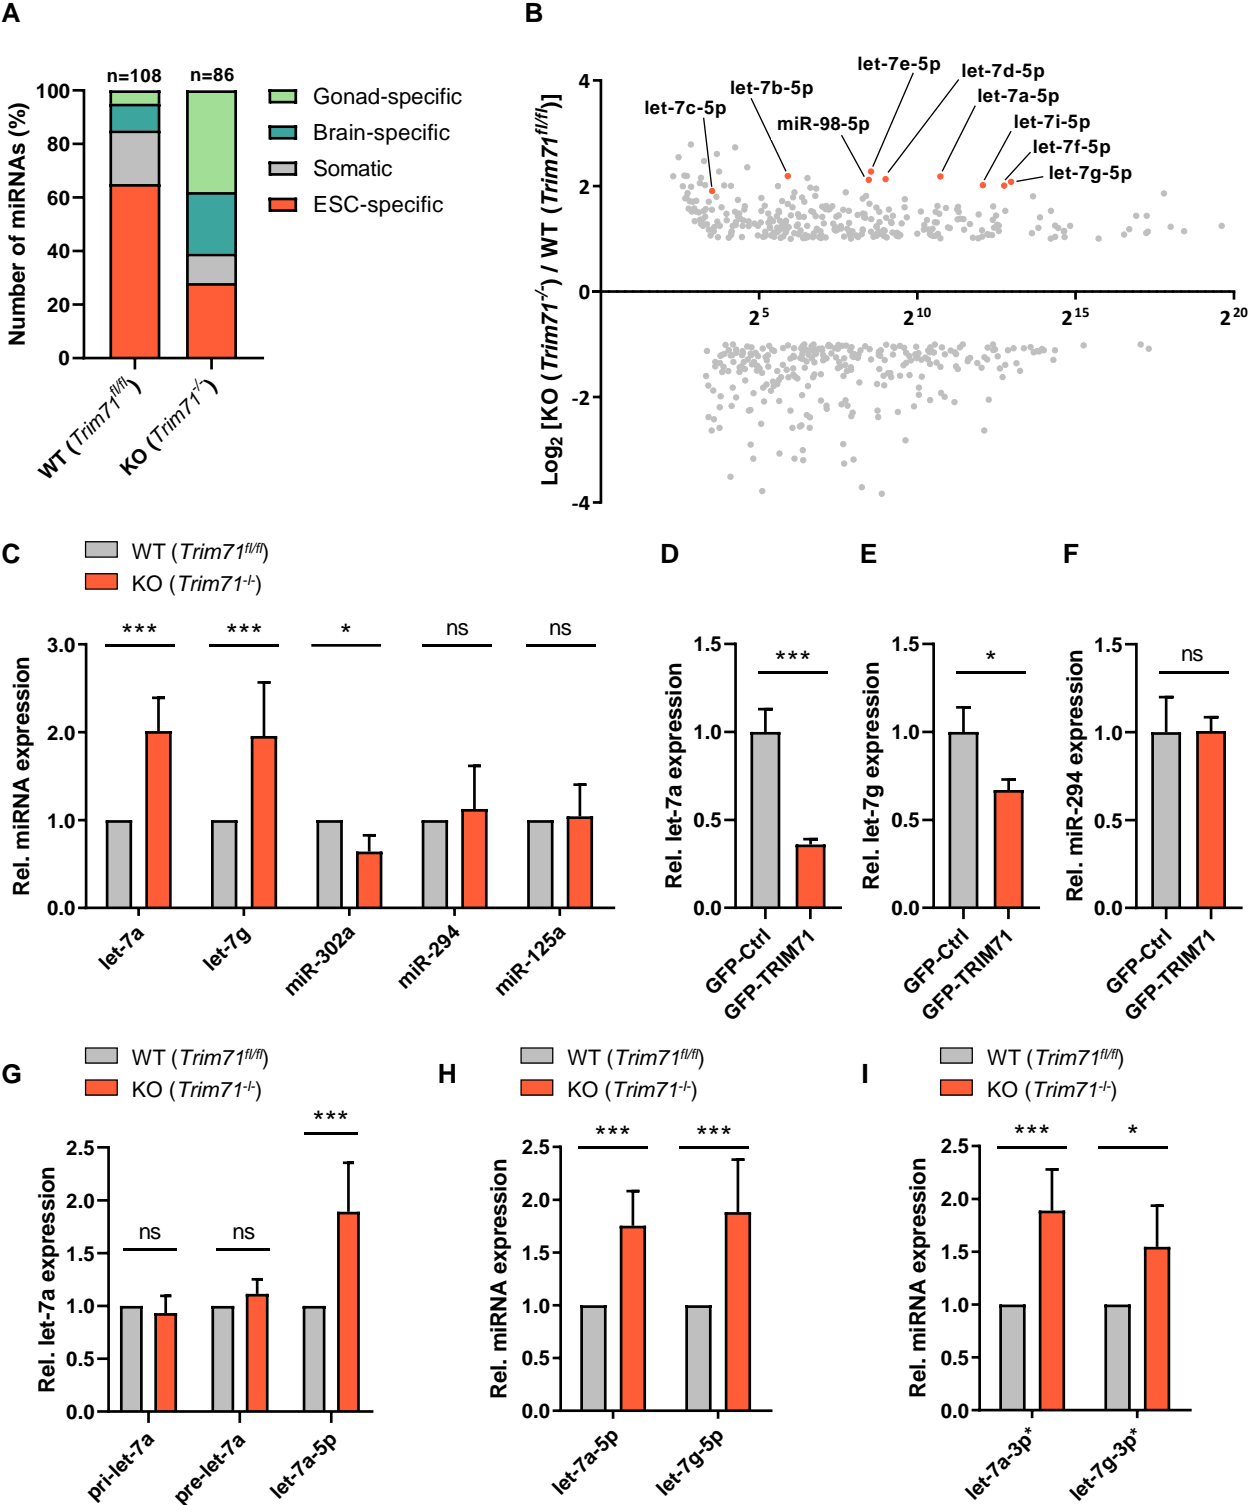 A
n=108 n=86
Number of miRNAs (%)
100
80
60
40
20
0
WT (Trim71fl/fl)
KO (Trim71-/-)
Gonad-specific
Brain-specific
Somatic
ESC-specific
B
Log2 [KO (Trim71-/-) / WT (Trim71fl/fl)]
4
2
0
-2
-4
2^5 2^10 2^15 2^20
let-7c-5p
let-7b-5p
miR-98-5p
let-7e-5p
let-7d-5p
let-7a-5p
let-7i-5p
let-7f-5p
let-7g-5p
C
WT (Trim71fl/fl)
KO (Trim71-/-)
Rel. miRNA expression
3.0
2.0
1.0
0.0
*** *** * ns ns
let-7a
let-7g
miR-302a
miR-294
miR-125a
D
Rel. let-7a expression
1.5
1.0
0.5
0.0
***
GFP-Ctrl
GFP-TRIM71
E
Rel. let-7g expression
1.5
1.0
0.5
0.0
*
GFP-Ctrl
GFP-TRIM71
F
Rel. miR-294 expression
1.5
1.0
0.5
0.0
ns
GFP-Ctrl
GFP-TRIM71
G
WT (Trim71fl/fl)
KO (Trim71-/-)
Rel. let-7a expression
2.5
2.0
1.5
1.0
0.5
0.0
ns ns ***
pri-let-7a
pre-let-7a
let-7a-5p
H
WT (Trim71fl/fl)
KO (Trim71-/-)
Rel. miRNA expression
2.5
2.0
1.5
1.0
0.5
0.0
*** ***
let-7a-5p
let-7g-5p
I
WT (Trim71fl/fl)
KO (Trim71-/-)
Rel. miRNA expression
2.5
2.0
1.5
1.0
0.5
0.0
*** *
let-7a-3p*
let-7g-3p*